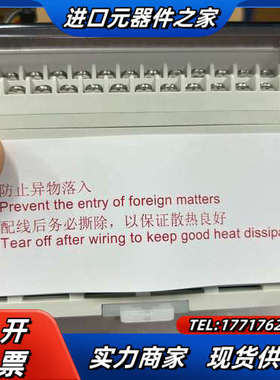 进口元器件之家
防止异物落入
Prevent the entry of foreign matters
配线后务必撕除，以保证散热良好
Tear off after wiring to keep good heat dissipa
开
票
TEL:1771762
实力商家 现货供